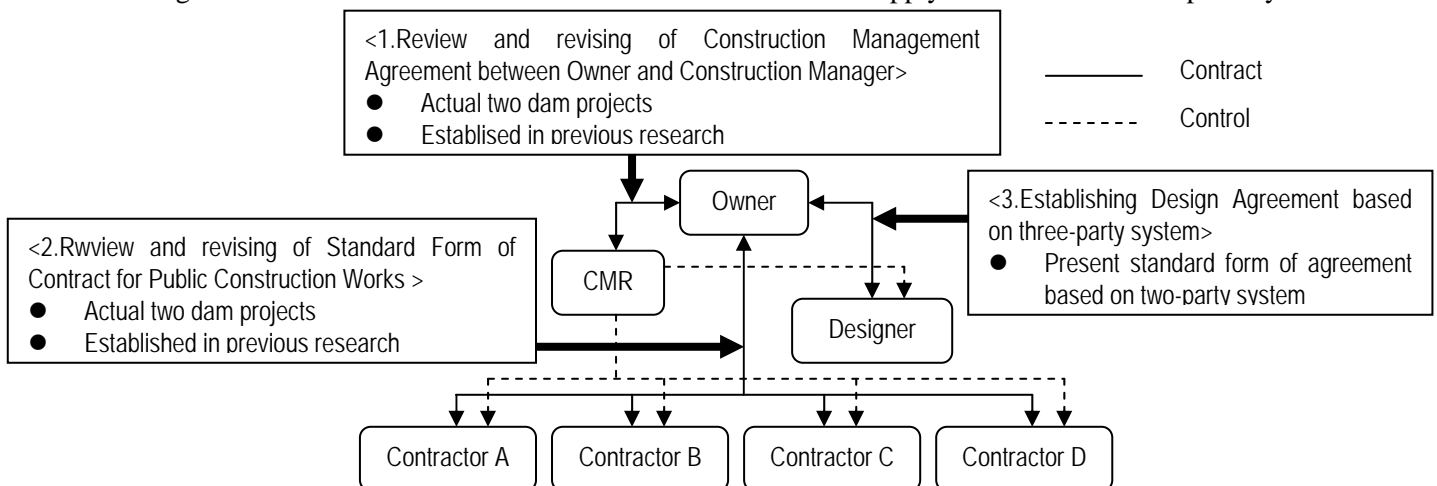 <1.Review and revising of Construction Management
Agreement between Owner and Construction Manager>
● Actual two dam projects
● Establised in previous research
Contract
Control
Owner
<3.Establishing Design Agreement based
on three-party system>
● Present standard form of agreement
based on two-party system
<2.Rwview and revising of Standard Form of
Contract for Public Construction Works >
● Actual two dam projects
● Established in previous research
CMR
Designer
Contractor A
Contractor B
Contractor C
Contractor D